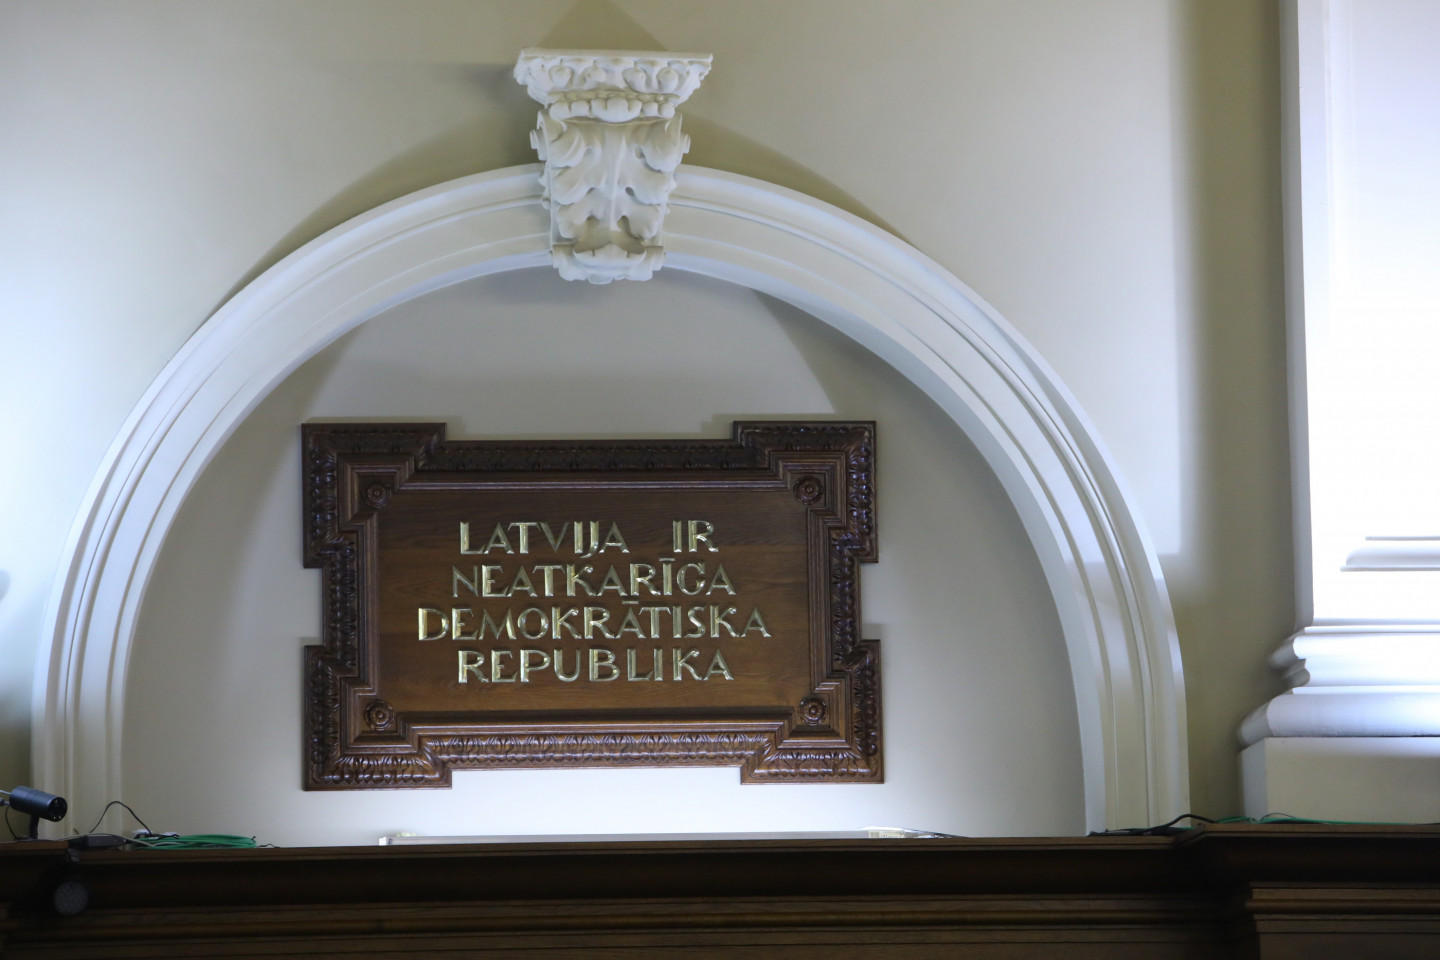 LATVIJA IR
NEATKARĪGA
DEMOKRĀTISKA
REPUBLIKA